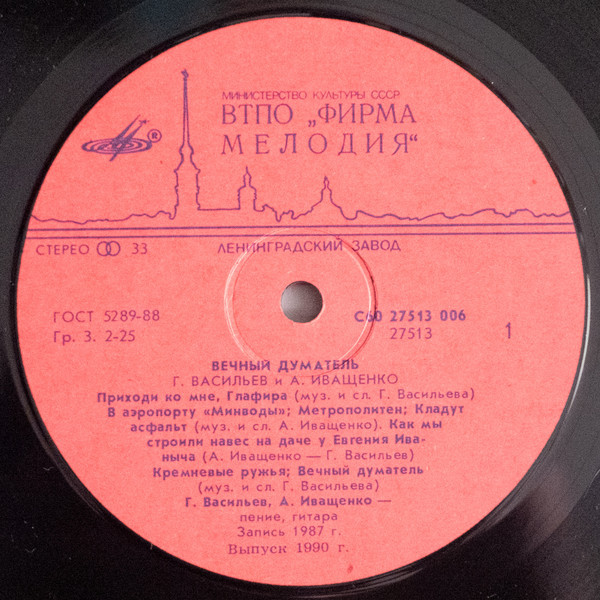 МИНИСТЕРСТВО КУЛЬТУРЫ СССР
ВТПО „ФИРМА
МЕЛОДИЯ“
®
СТЕРЕО 33
ЛЕНИНГРАДСКИЙ ЗАВОД
ГОСТ 5289-88
Гр. 3. 2-25
С60 27513 006
27513
1
ВЕЧНЫЙ ДУМАТЕЛЬ
Г. ВАСИЛЬЕВ и А. ИВАЩЕНКО
Приходи ко мне, Глафира (муз. и сл. Г. Васильева)
В аэропорту «Минводы»; Метрополитен; Кладут
асфальт (муз. и сл. А. Иващенко). Как мы
строили навес на даче у Евгения Ива-
ныча (А. Иващенко — Г. Васильев)
Кремневые ружья; Вечный думатель
(муз. и сл. Г. Васильева)
Г. Васильев, А. Иващенко —
пение, гитара
Запись 1987 г.
Выпуск 1990 г.